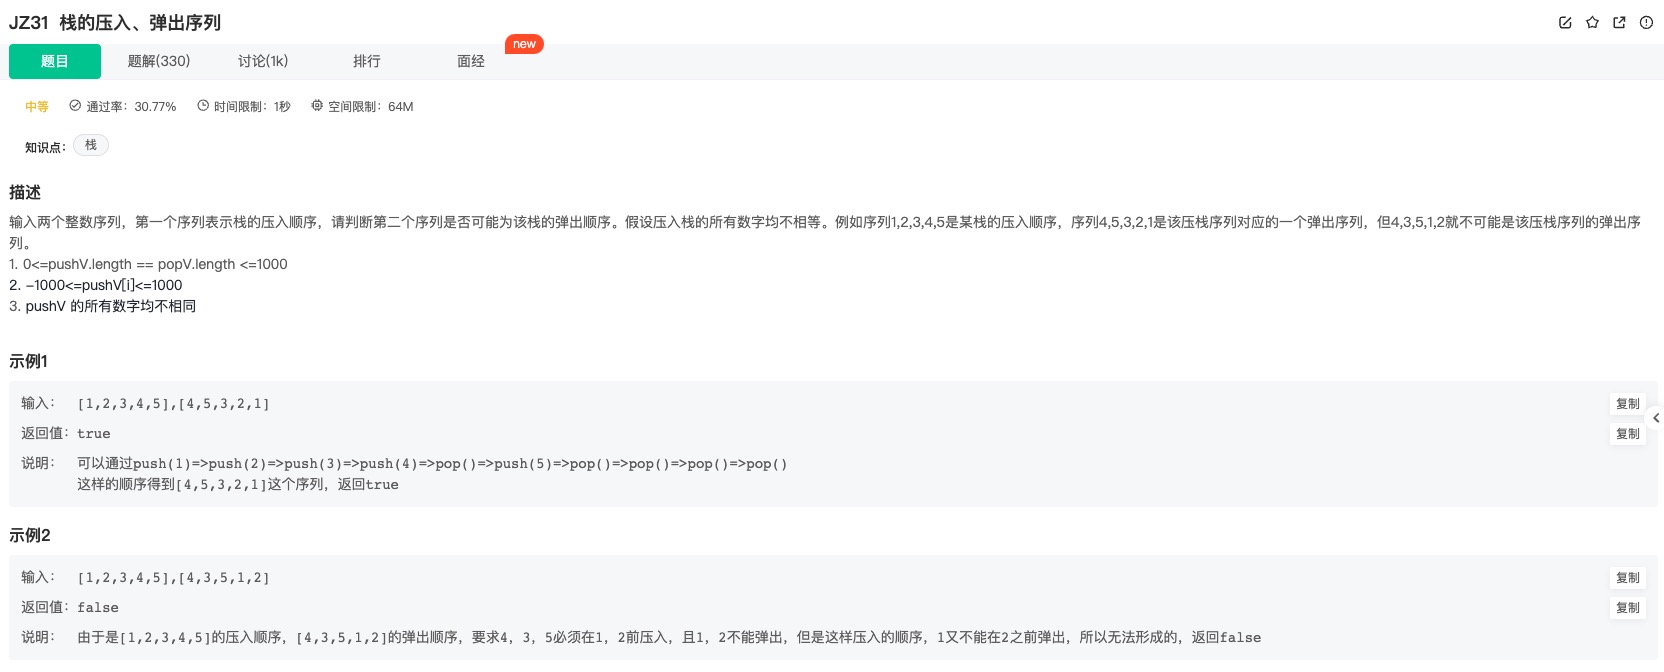 JZ31 栈的压入、弹出序列
题目 题解(330) 讨论(1k) 排行 面经 new
中等 通过率：30.77% 时间限制：1秒 空间限制：64M
知识点： 栈
描述
输入两个整数序列，第一个序列表示栈的压入顺序，请判断第二个序列是否可能为该栈的弹出顺序。假设压入栈的所有数字均不相等。例如序列1,2,3,4,5是某栈的压入顺序，序列4,5,3,2,1是该压栈序列对应的一个弹出序列，但4,3,5,1,2就不可能是该压栈序列的弹出序
列。
1. 0<=pushV.length == popV.length <=1000
2. -1000<=pushV[i]<=1000
3. pushV 的所有数字均不相同
示例1
输入： [1,2,3,4,5],[4,5,3,2,1] 复制
返回值：true 复制
说明： 可以通过push(1)=>push(2)=>push(3)=>push(4)=>pop()=>push(5)=>pop()=>pop()=>pop()=>pop()
这样的顺序得到[4,5,3,2,1]这个序列，返回true
示例2
输入： [1,2,3,4,5],[4,3,5,1,2] 复制
返回值：false 复制
说明： 由于是[1,2,3,4,5]的压入顺序，[4,3,5,1,2]的弹出顺序，要求4，3，5必须在1，2前压入，且1，2不能弹出，但是这样压入的顺序，1又不能在2之前弹出，所以无法形成的，返回false